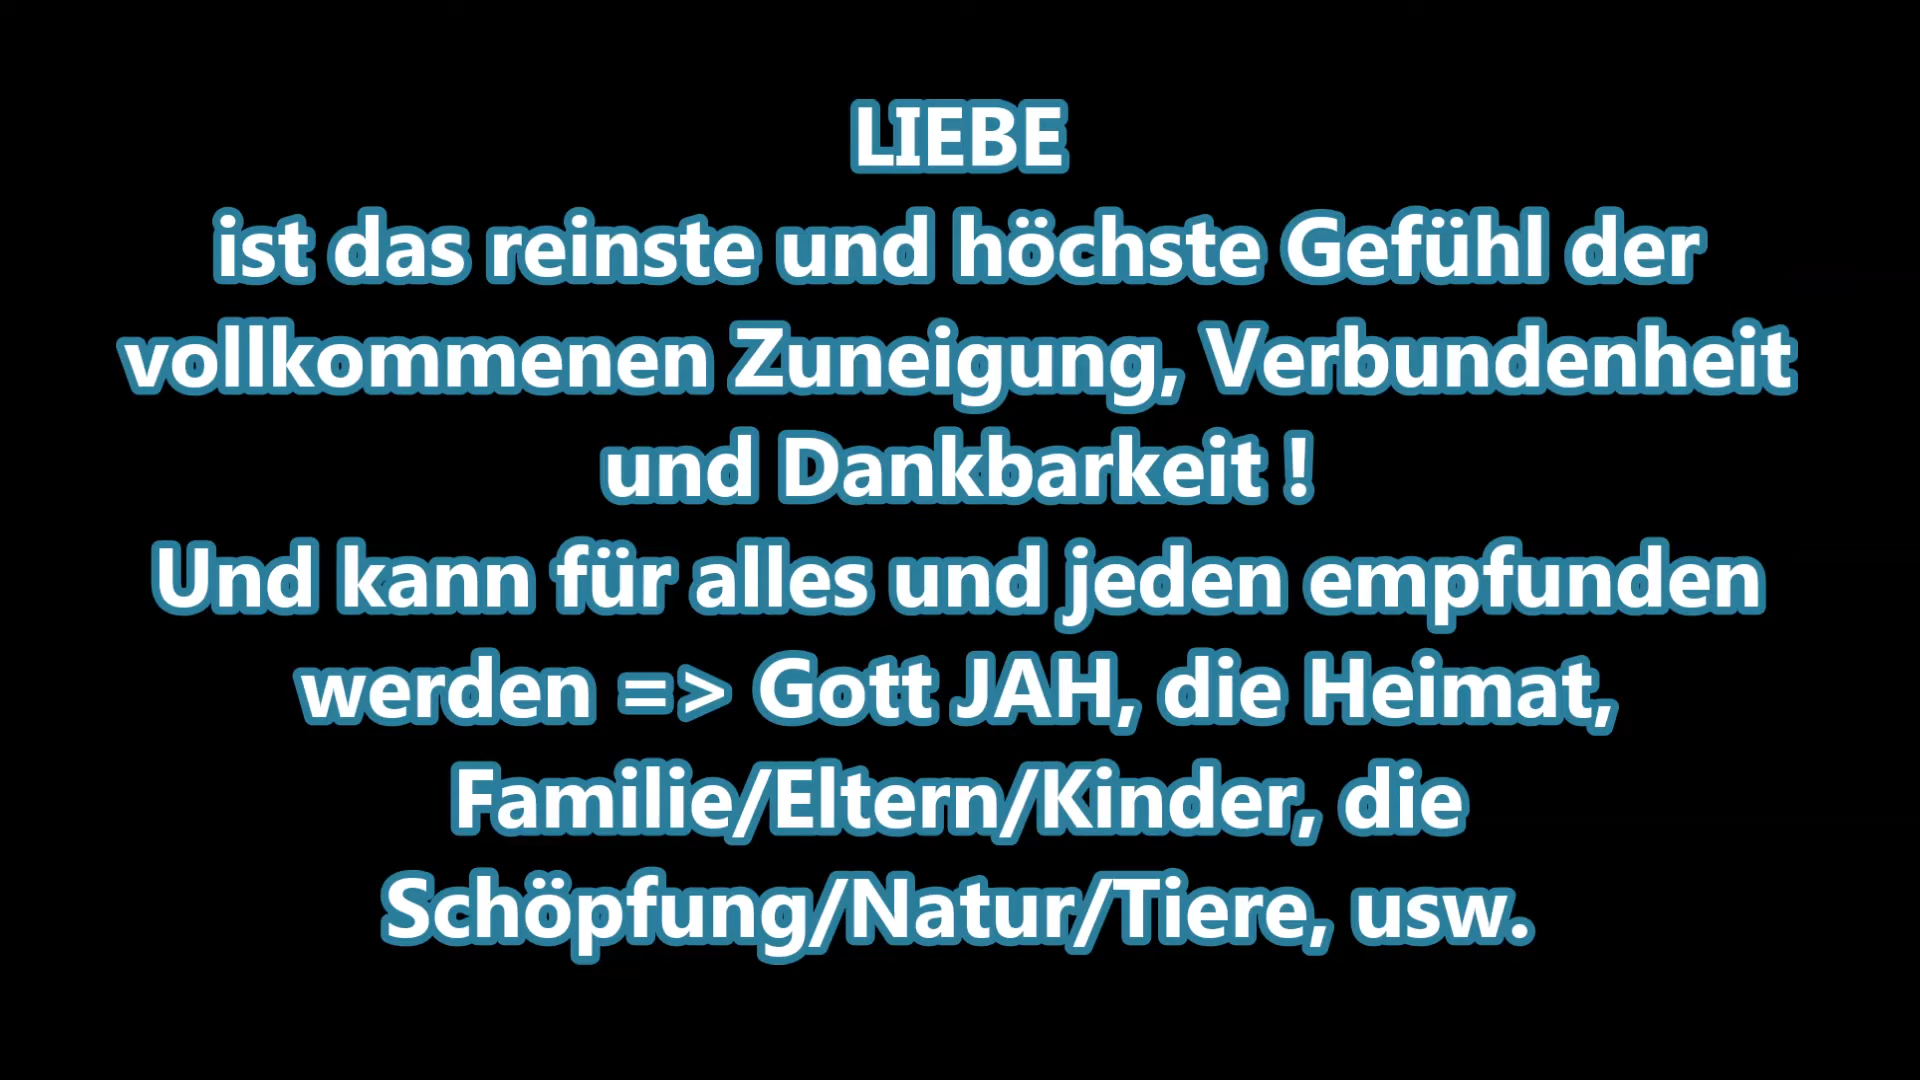 LIEBE
ist das reinste und höchste Gefühl der
vollkommenen Zuneigung, Verbundenheit
und Dankbarkeit !
Und kann für alles und jeden empfunden
werden => Gott JAH, die Heimat,
Familie/Eltern/Kinder, die
Schöpfung/Natur/Tiere, usw.